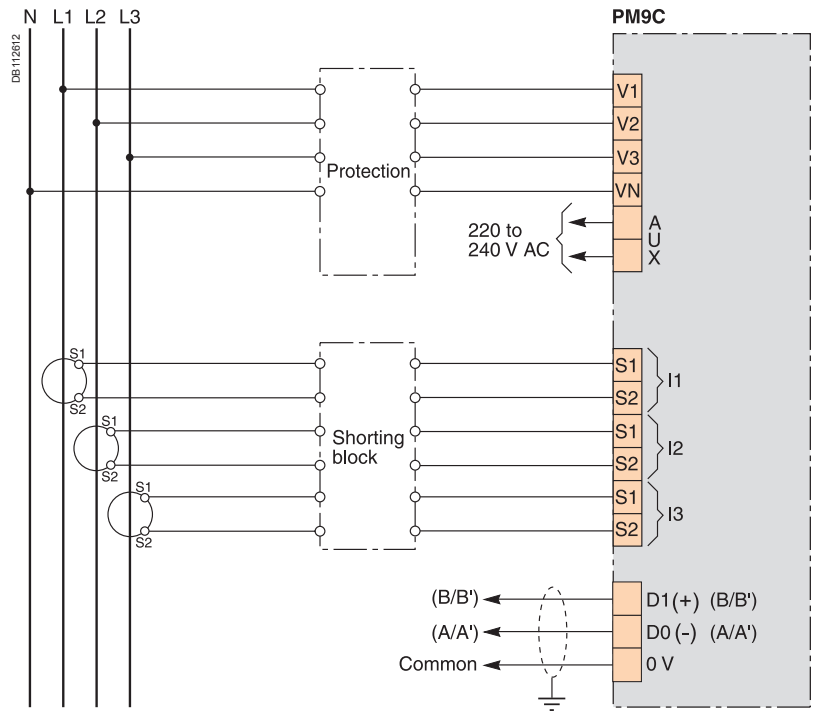 N L1 L2 L3
PM9C
DB112612
V1
V2
V3
Protection
VN
220 to
240 V AC
A
U
X
S1
S2
S1
S2
S1
S2
Shorting
block
S1
S2
I1
S1
S2
I2
S1
S2
I3
(B/B') D1(+) (B/B')
(A/A') D0(-) (A/A')
Common 0 V